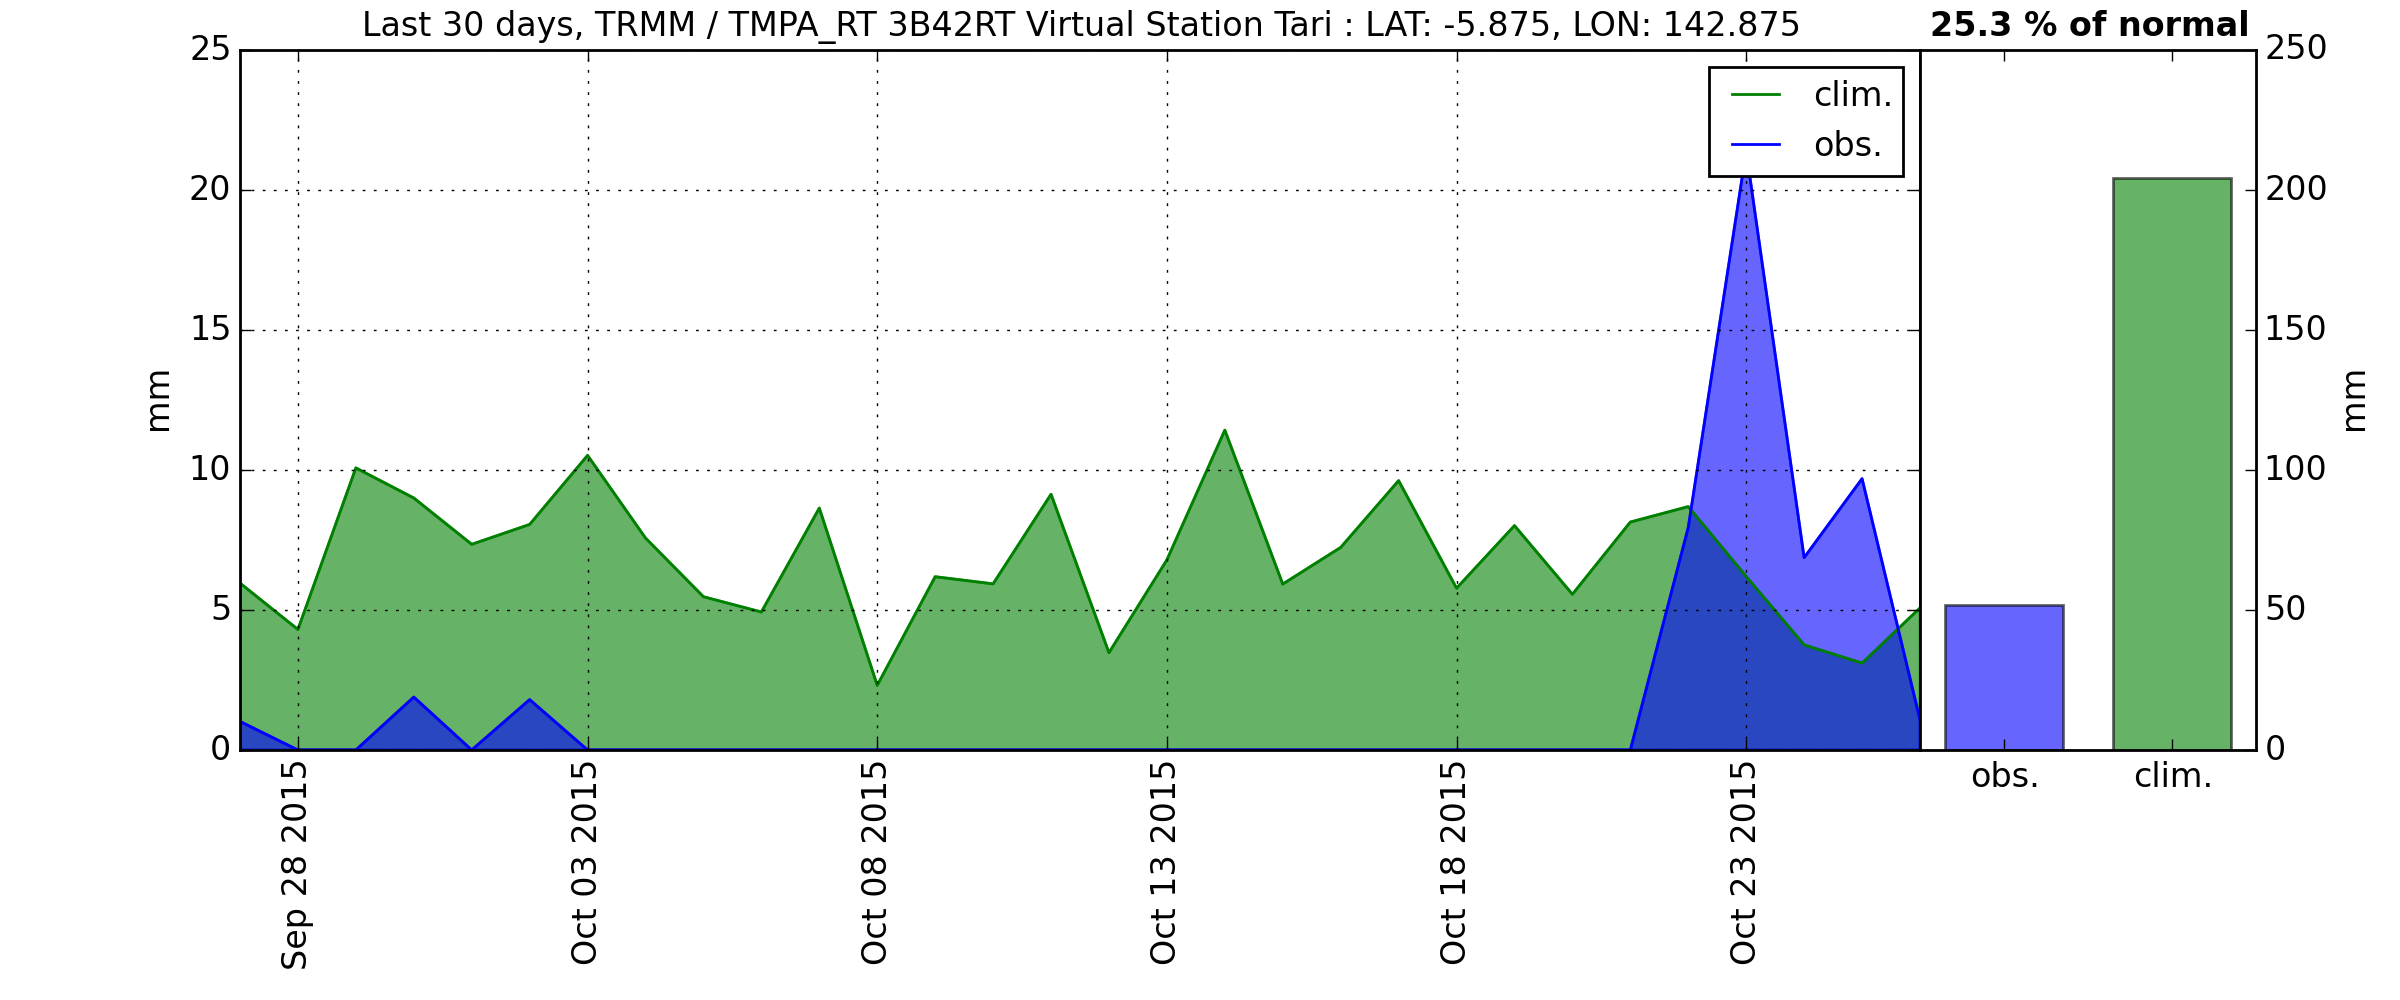 Last 30 days, TRMM / TMPA_RT 3B42RT Virtual Station Tari : LAT: -5.875, LON: 142.875
25.3 % of normal
25
20
15
10
5
0
mm
clim.
obs.
250
200
150
100
50
0
mm
Sep 28 2015
Oct 03 2015
Oct 08 2015
Oct 13 2015
Oct 18 2015
Oct 23 2015
obs.
clim.